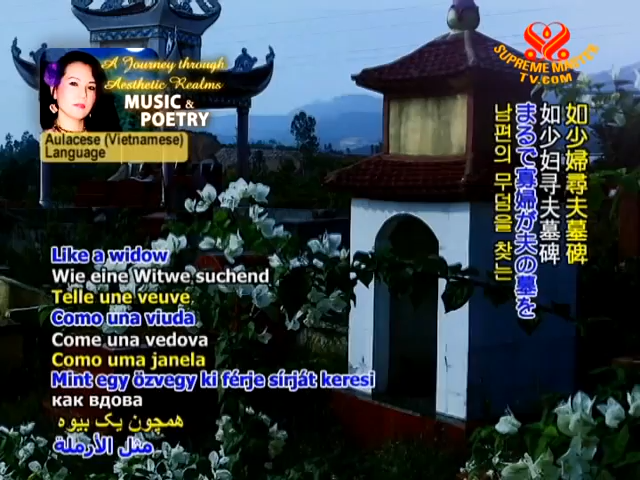 A Journey through
Aesthetic Realms
MUSIC &
POETRY
Aulacese (Vietnamese)
Language
SUPREME MASTER
TV.COM
Like a widow
Wie eine Witwe suchend
Telle une veuve
Como una viuda
Come una vedova
Como uma janela
Mint egy özvegy ki férje sírját keresi
как вдова
همچون یک بیوه
مثل الأرملة
如少婦尋夫墓碑
如少妇寻夫墓碑
まるで寡婦が夫の墓を
남편의 무덤을 찾는